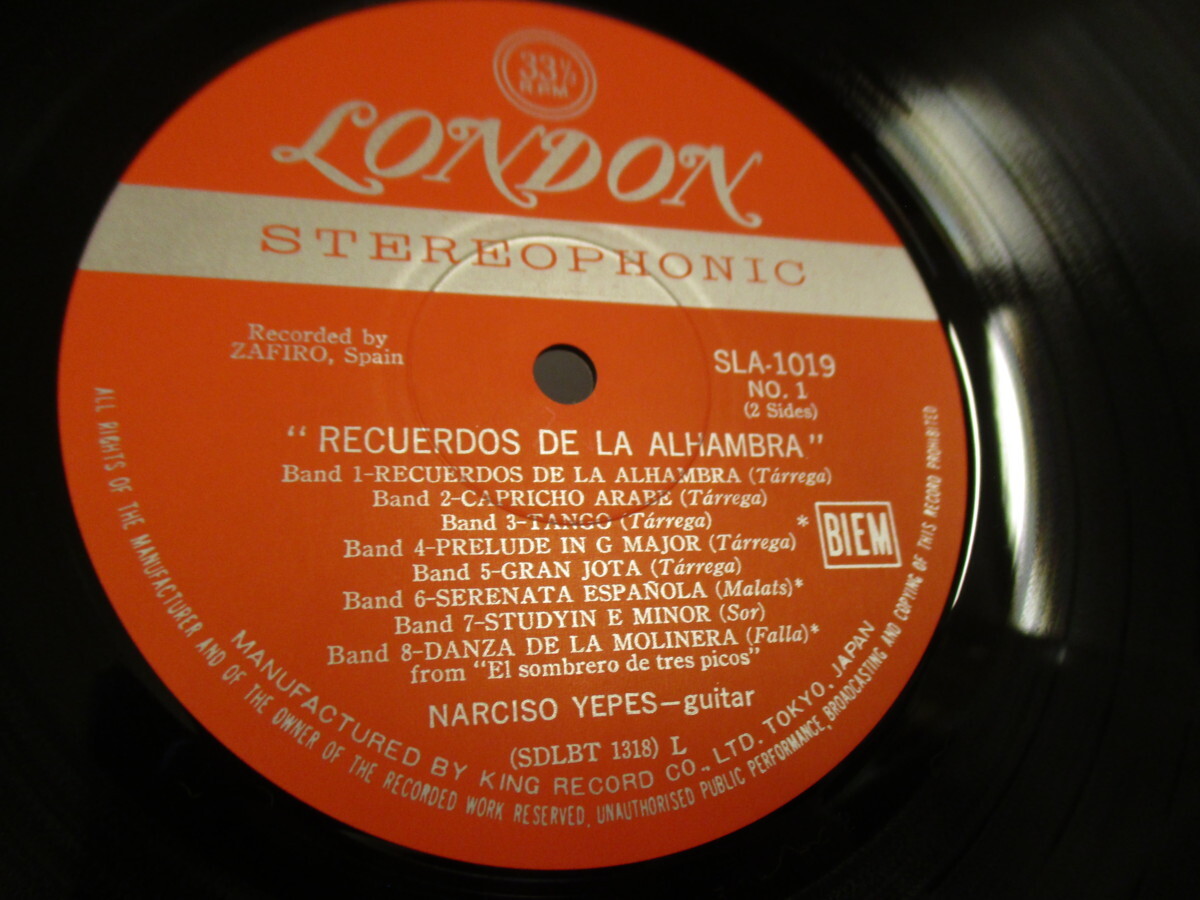 33⅓
RPM
LONDON
STEREOPHONIC
Recorded by
ZAFIRO, Spain
SLA-1019
NO. 1
(2 Sides)
"RECUERDOS DE LA ALHAMBRA"
Band 1-RECUERDOS DE LA ALHAMBRA (Tárrega)
Band 2-CAPRICHO ARABE (Tárrega)
Band 3-TANGO (Tárrega)
Band 4-PRELUDE IN G MAJOR (Tárrega)
Band 5-GRAN JOTA (Tárrega)
Band 6-SERENATA ESPAÑOLA (Malats)*
Band 7-STUDYIN E MINOR (Sor)
Band 8-DANZA DE LA MOLINERA (Falla)*
from "El sombrero de tres picos"
* BIEM
NARCISO YEPES-guitar
(SDLBT 1318) L
MANUFACTURED BY KING RECORD CO., LTD. TOKYO. JAPAN
ALL RIGHTS OF THE MANUFACTURER AND OF THE OWNER OF THE RECORDED WORK RESERVED. UNAUTHORISED PUBLIC PERFORMANCE, BROADCASTING AND COPYING OF THIS RECORD PROHIBITED